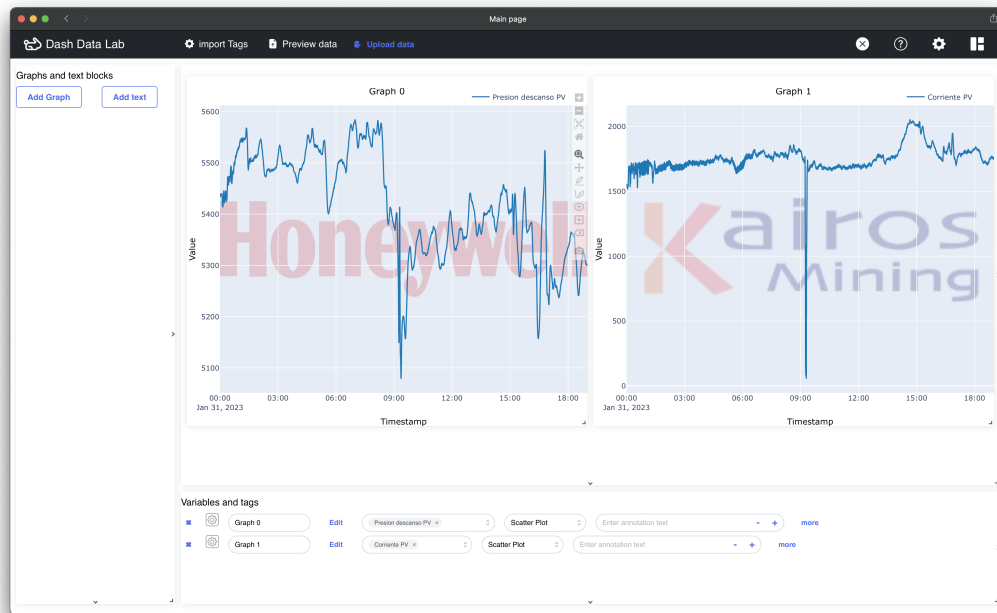 Main page
Dash Data Lab
import Tags
Preview data
Upload data
Graphs and text blocks
Add Graph
Add text
Graph 0
Presion descanso PV
5600
5500
5400
5300
5200
5100
Value
Honeywell
00:00 03:00 06:00 09:00 12:00 15:00 18:00
Jan 31, 2023
Timestamp
Graph 1
Corriente PV
2000
1500
1000
500
0
Value
Kairos
Mining
00:00 03:00 06:00 09:00 12:00 15:00 18:00
Jan 31, 2023
Timestamp
Variables and tags
Graph 0 Edit Presion descanso PV × Scatter Plot Enter annotation text - + more
Graph 1 Edit Corriente PV × Scatter Plot Enter annotation text - + more